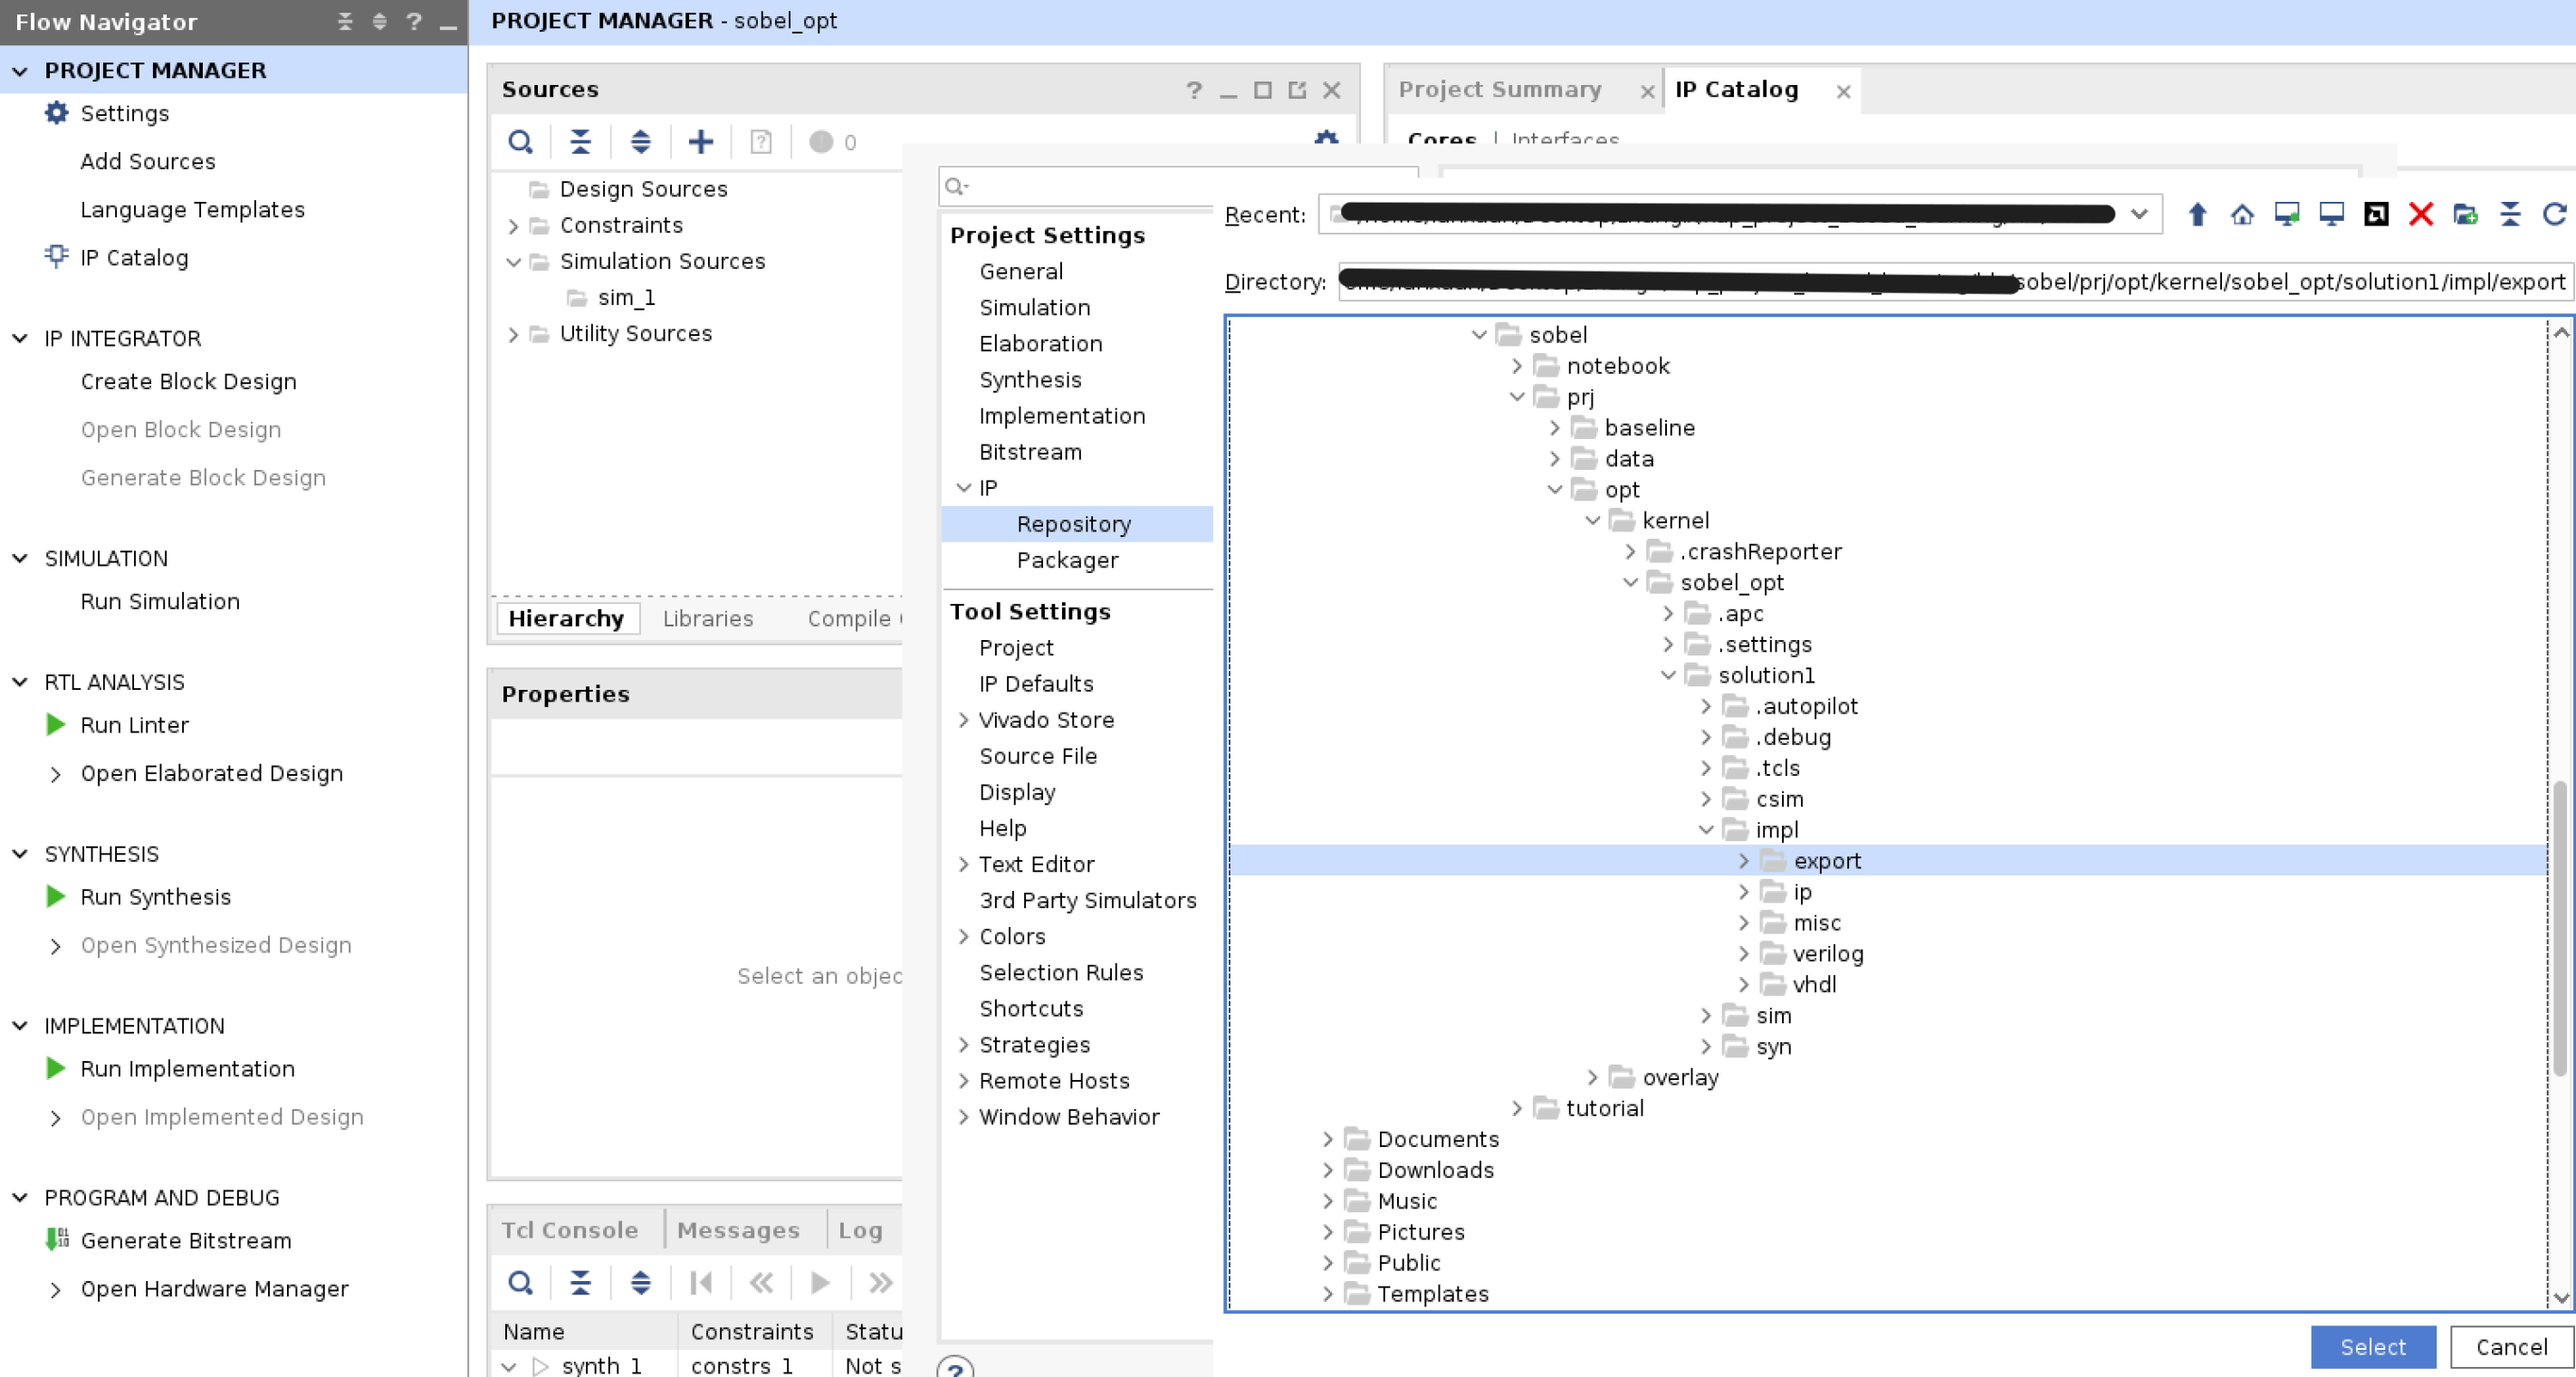 Flow Navigator
PROJECT MANAGER
Settings
Add Sources
Language Templates
IP Catalog
IP INTEGRATOR
Create Block Design
Open Block Design
Generate Block Design
SIMULATION
Run Simulation
RTL ANALYSIS
Run Linter
Open Elaborated Design
SYNTHESIS
Run Synthesis
Open Synthesized Design
IMPLEMENTATION
Run Implementation
Open Implemented Design
PROGRAM AND DEBUG
Generate Bitstream
Open Hardware Manager
PROJECT MANAGER - sobel_opt
Sources
0
Design Sources
Constraints
Simulation Sources
sim_1
Utility Sources
Hierarchy Libraries Compile
Properties
Select an objec
Tcl Console Messages Log
Name Constraints Statu
synth_1 constrs_1 Not s
Project Summary IP Catalog
Cores | Interfaces
Project Settings
General
Simulation
Elaboration
Synthesis
Implementation
Bitstream
IP
Repository
Packager
Tool Settings
Project
IP Defaults
Vivado Store
Source File
Display
Help
Text Editor
3rd Party Simulators
Colors
Selection Rules
Shortcuts
Strategies
Remote Hosts
Window Behavior
Recent:
Directory: sobel/prj/opt/kernel/sobel_opt/solution1/impl/export
sobel
notebook
prj
baseline
data
opt
kernel
.crashReporter
sobel_opt
.apc
.settings
solution1
.autopilot
.debug
.tcls
csim
impl
export
ip
misc
verilog
vhdl
sim
syn
overlay
tutorial
Documents
Downloads
Music
Pictures
Public
Templates
Select Cancel